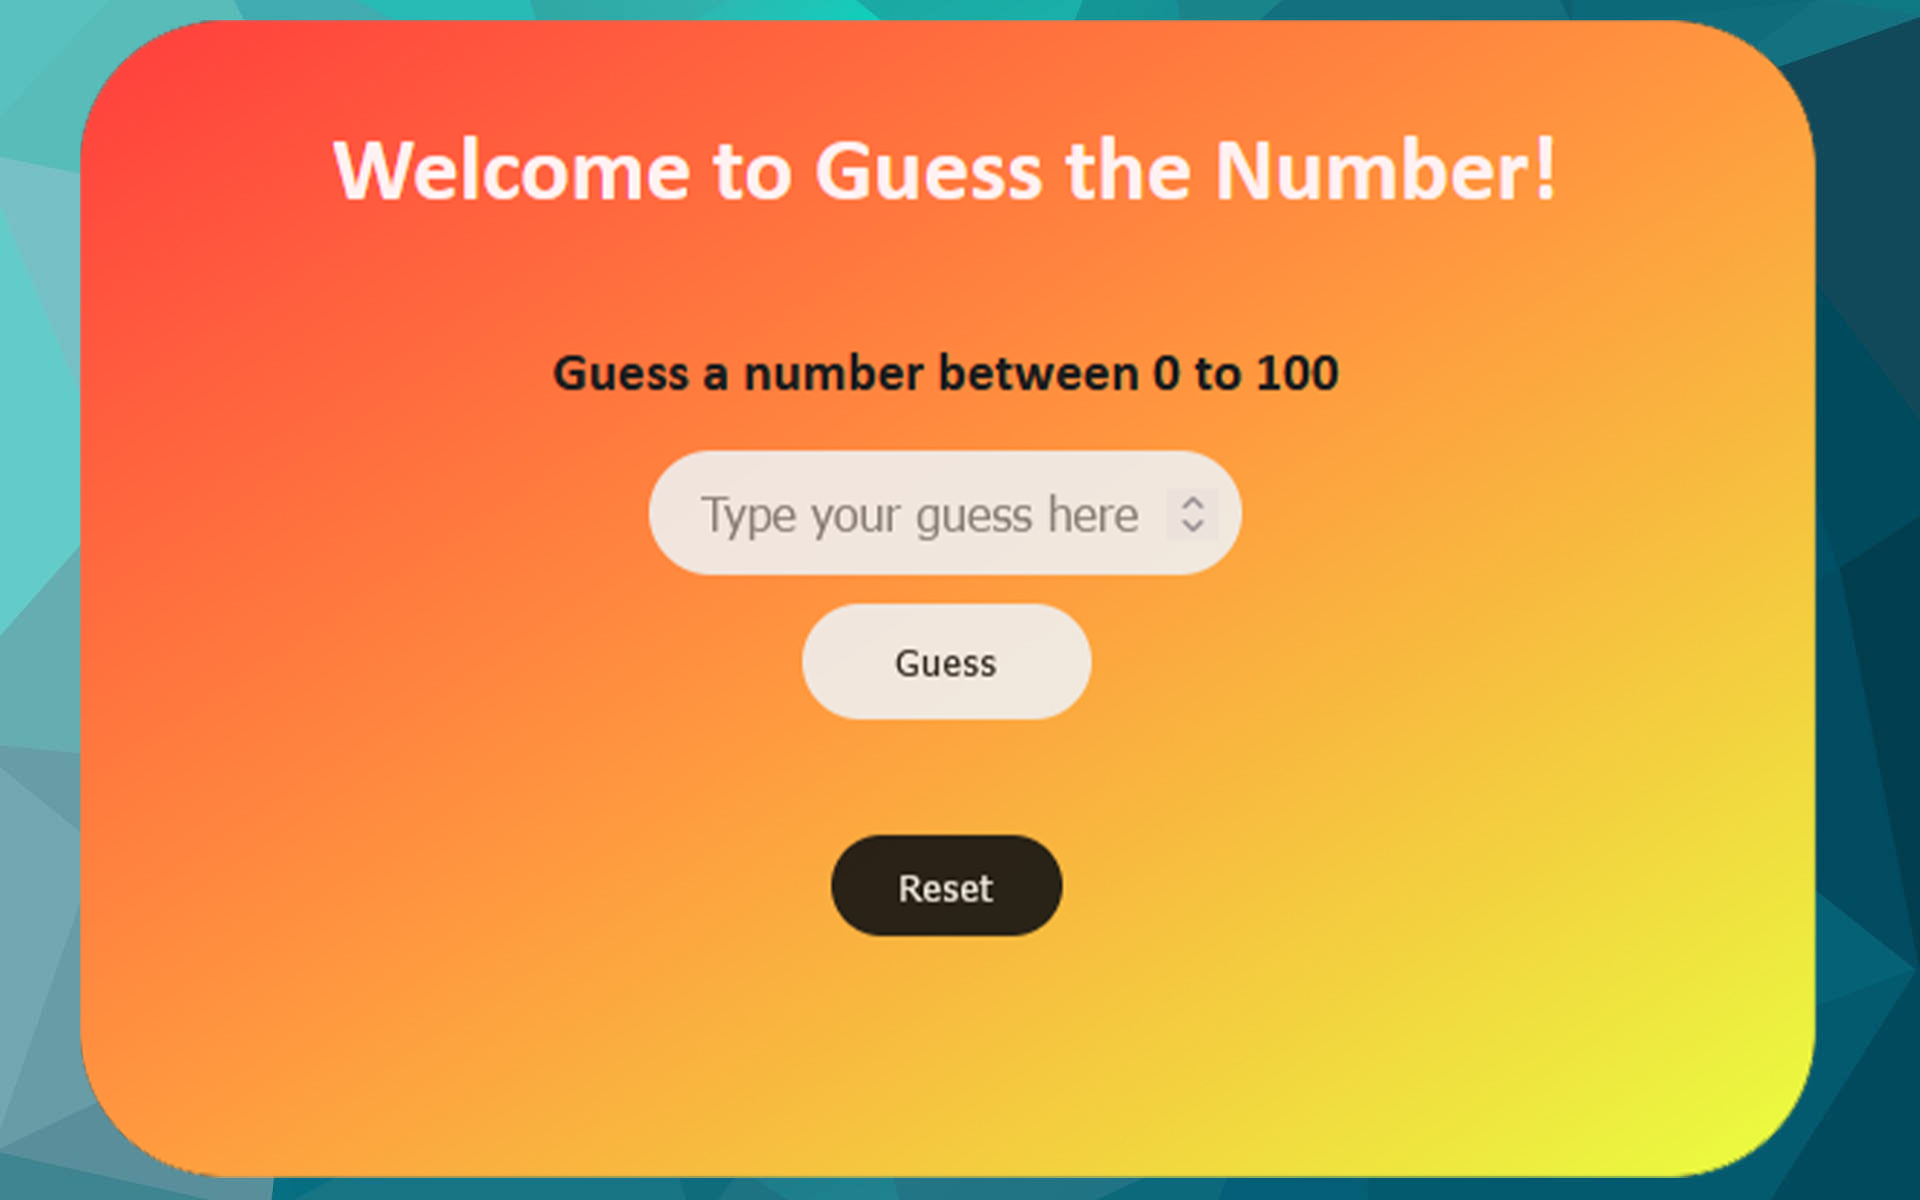 Welcome to Guess the Number!
Guess a number between 0 to 100
Type your guess here
Guess
Reset